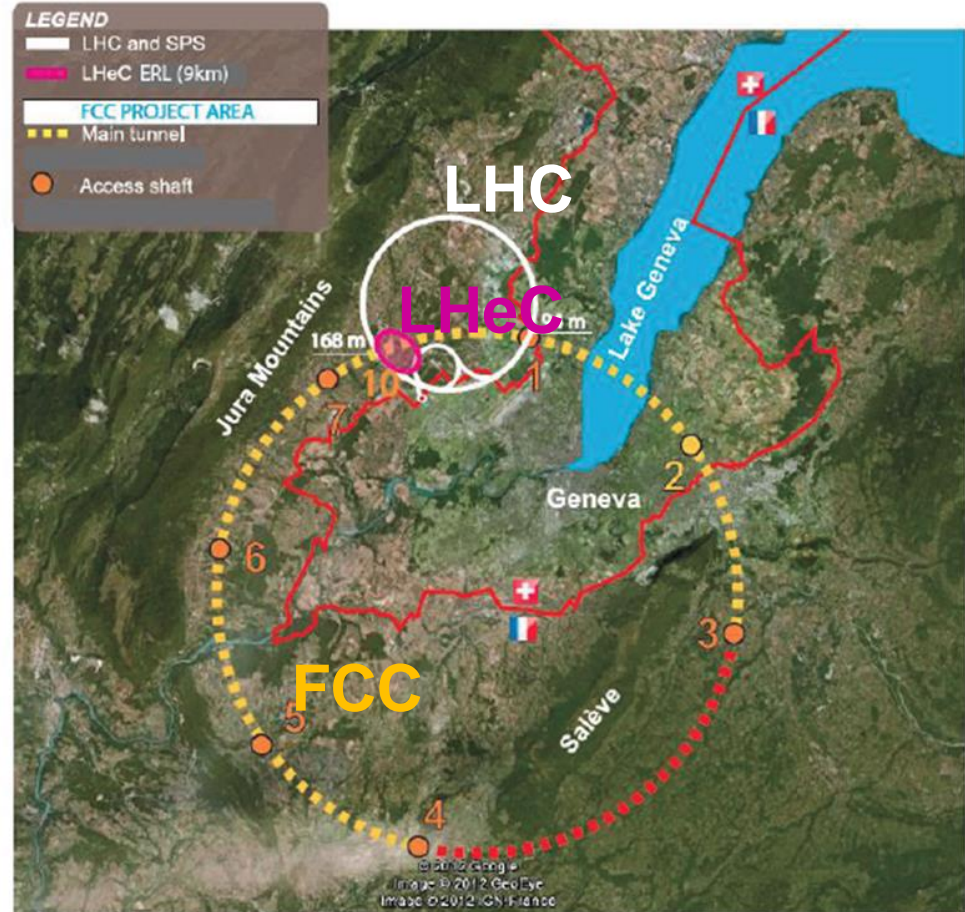 LEGEND
LHC and SPS
LHeC ERL (9km)
FCC PROJECT AREA
Main tunnel
Access shaft
LHC
LHeC
168 m
m
1
10
7
Jura Mountains
Lake Geneva
2
Geneva
6
3
FCC
5
Salève
4
© 2012 Google
Image © 2012 GeoEye
Image © 2012 IGN-France